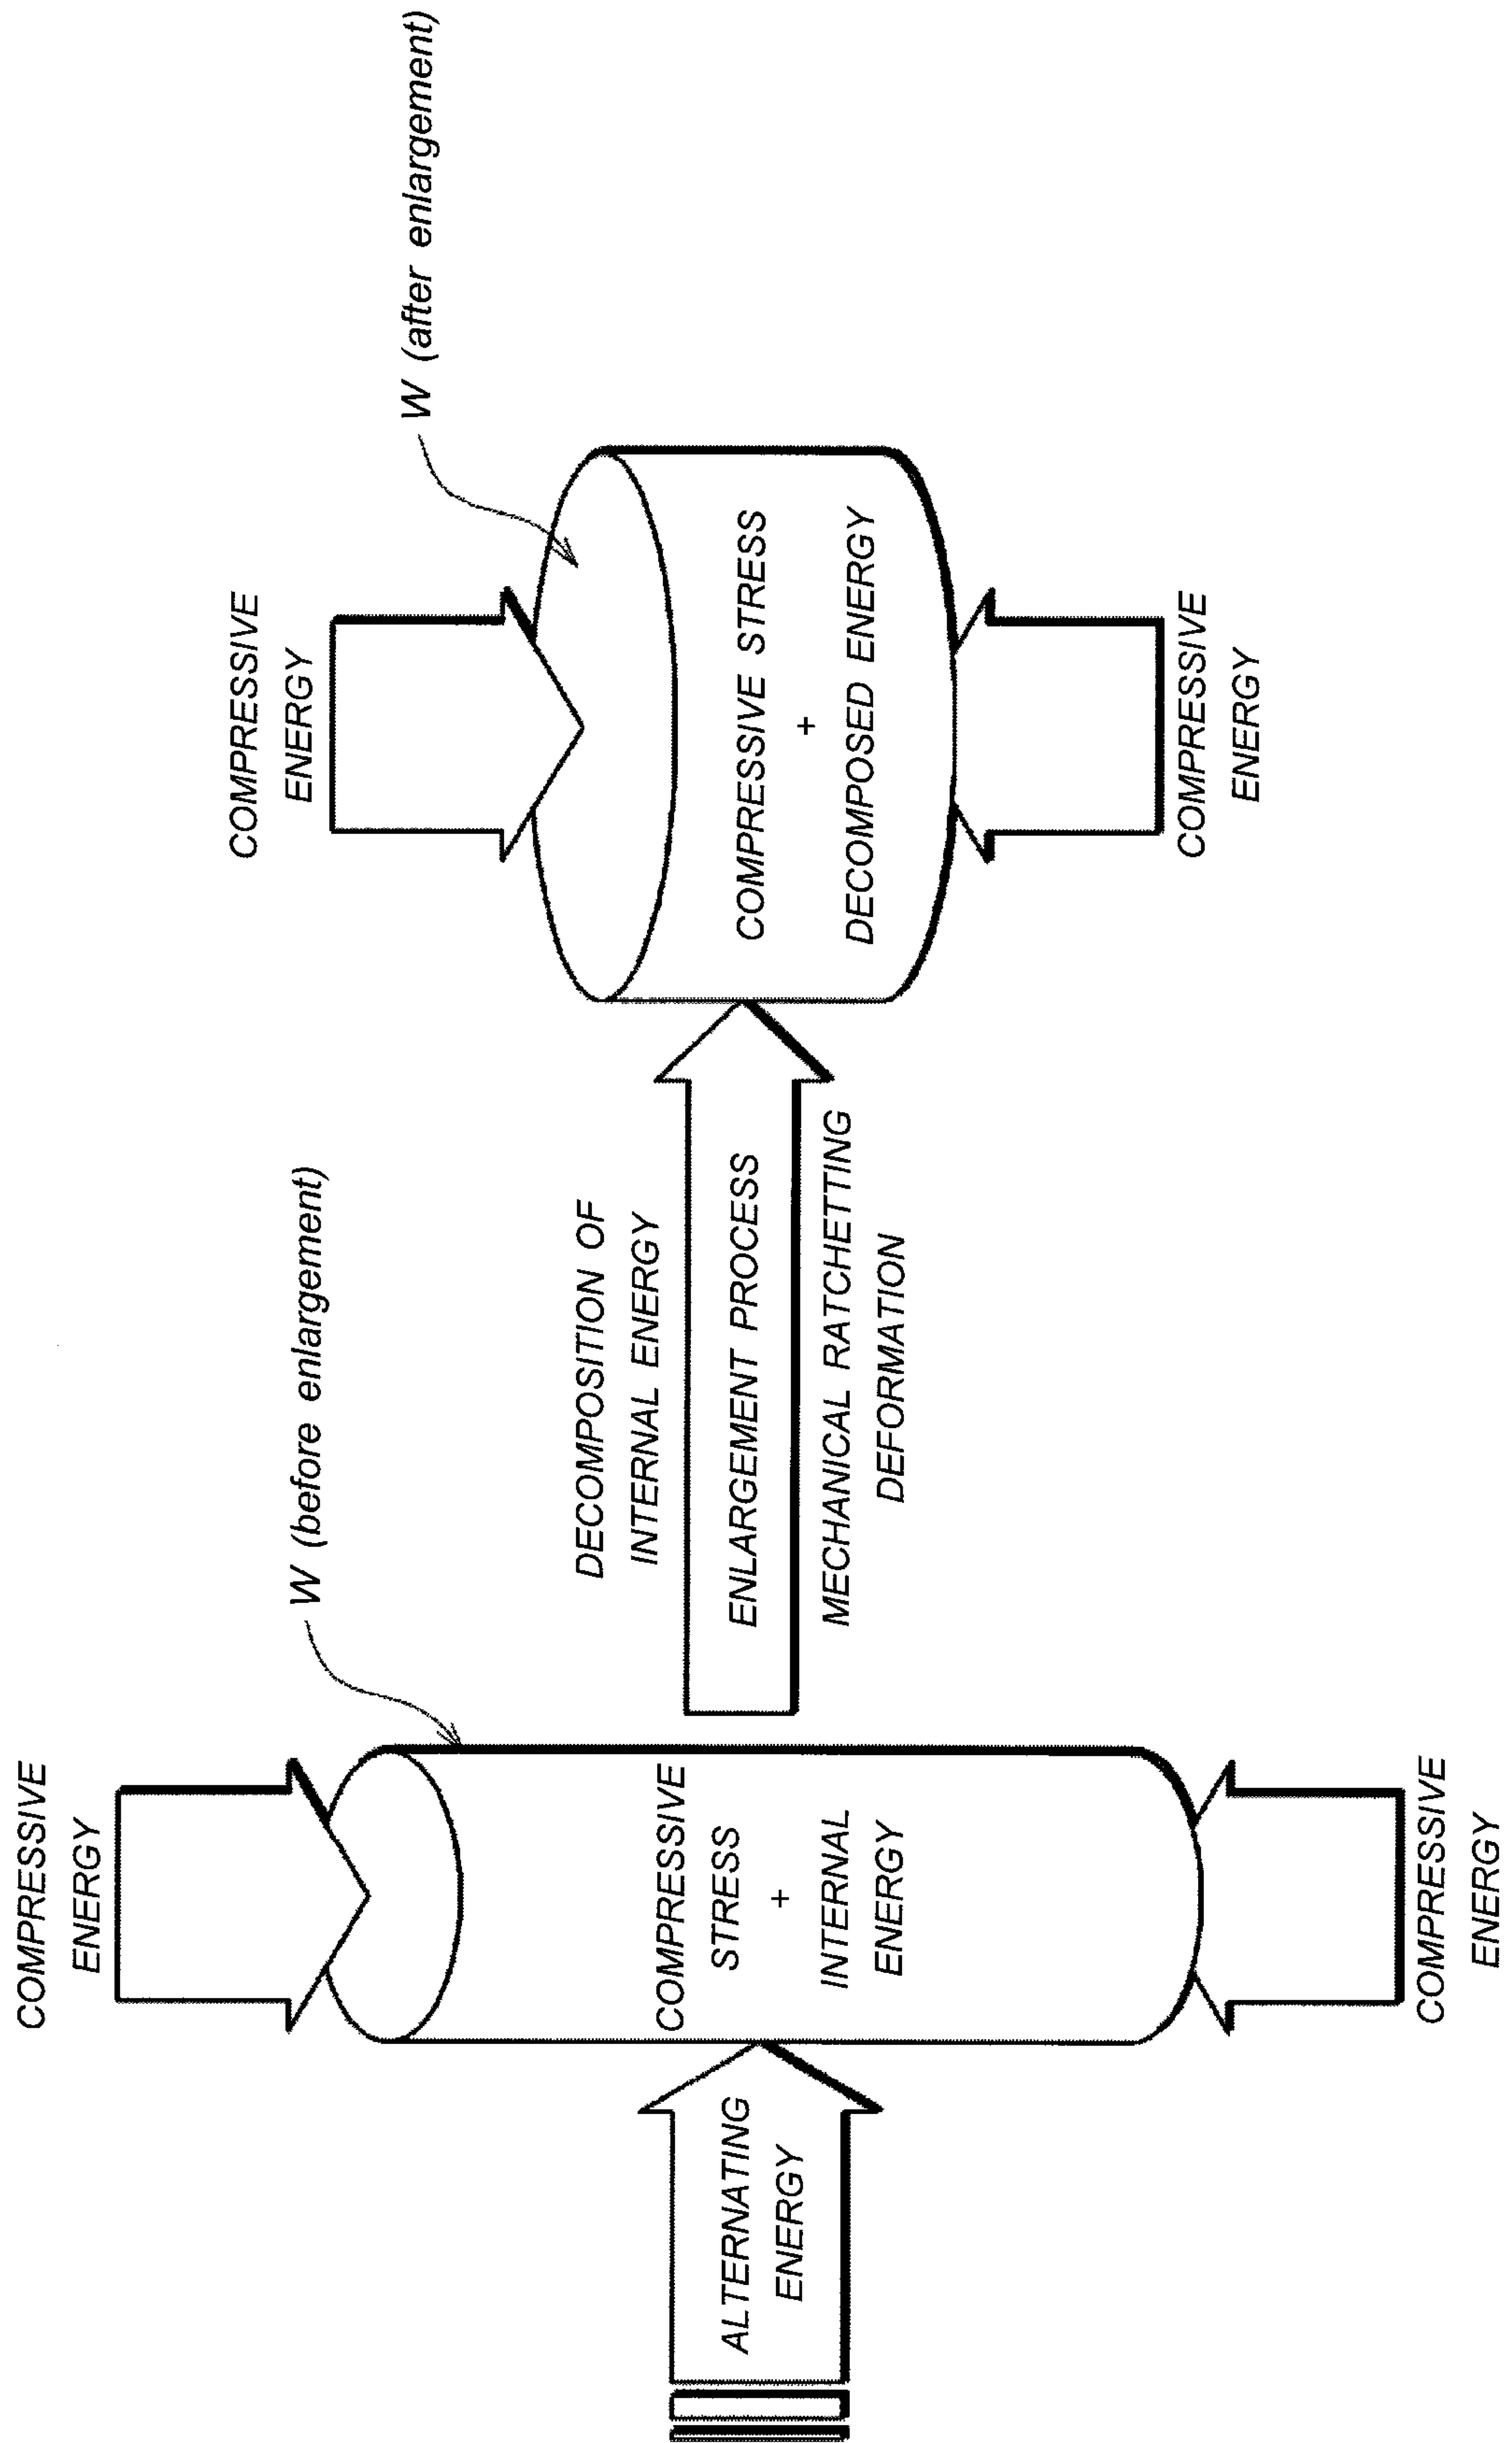 COMPRESSIVE
ENERGY
W (before enlargement)
ALTERNATING
ENERGY
COMPRESSIVE
STRESS
+
INTERNAL
ENERGY
COMPRESSIVE
ENERGY
DECOMPOSITION OF
INTERNAL ENERGY
ENLARGEMENT PROCESS
MECHANICAL RATCHETTING
DEFORMATION
COMPRESSIVE
ENERGY
W (after enlargement)
COMPRESSIVE STRESS
+
DECOMPOSED ENERGY
COMPRESSIVE
ENERGY